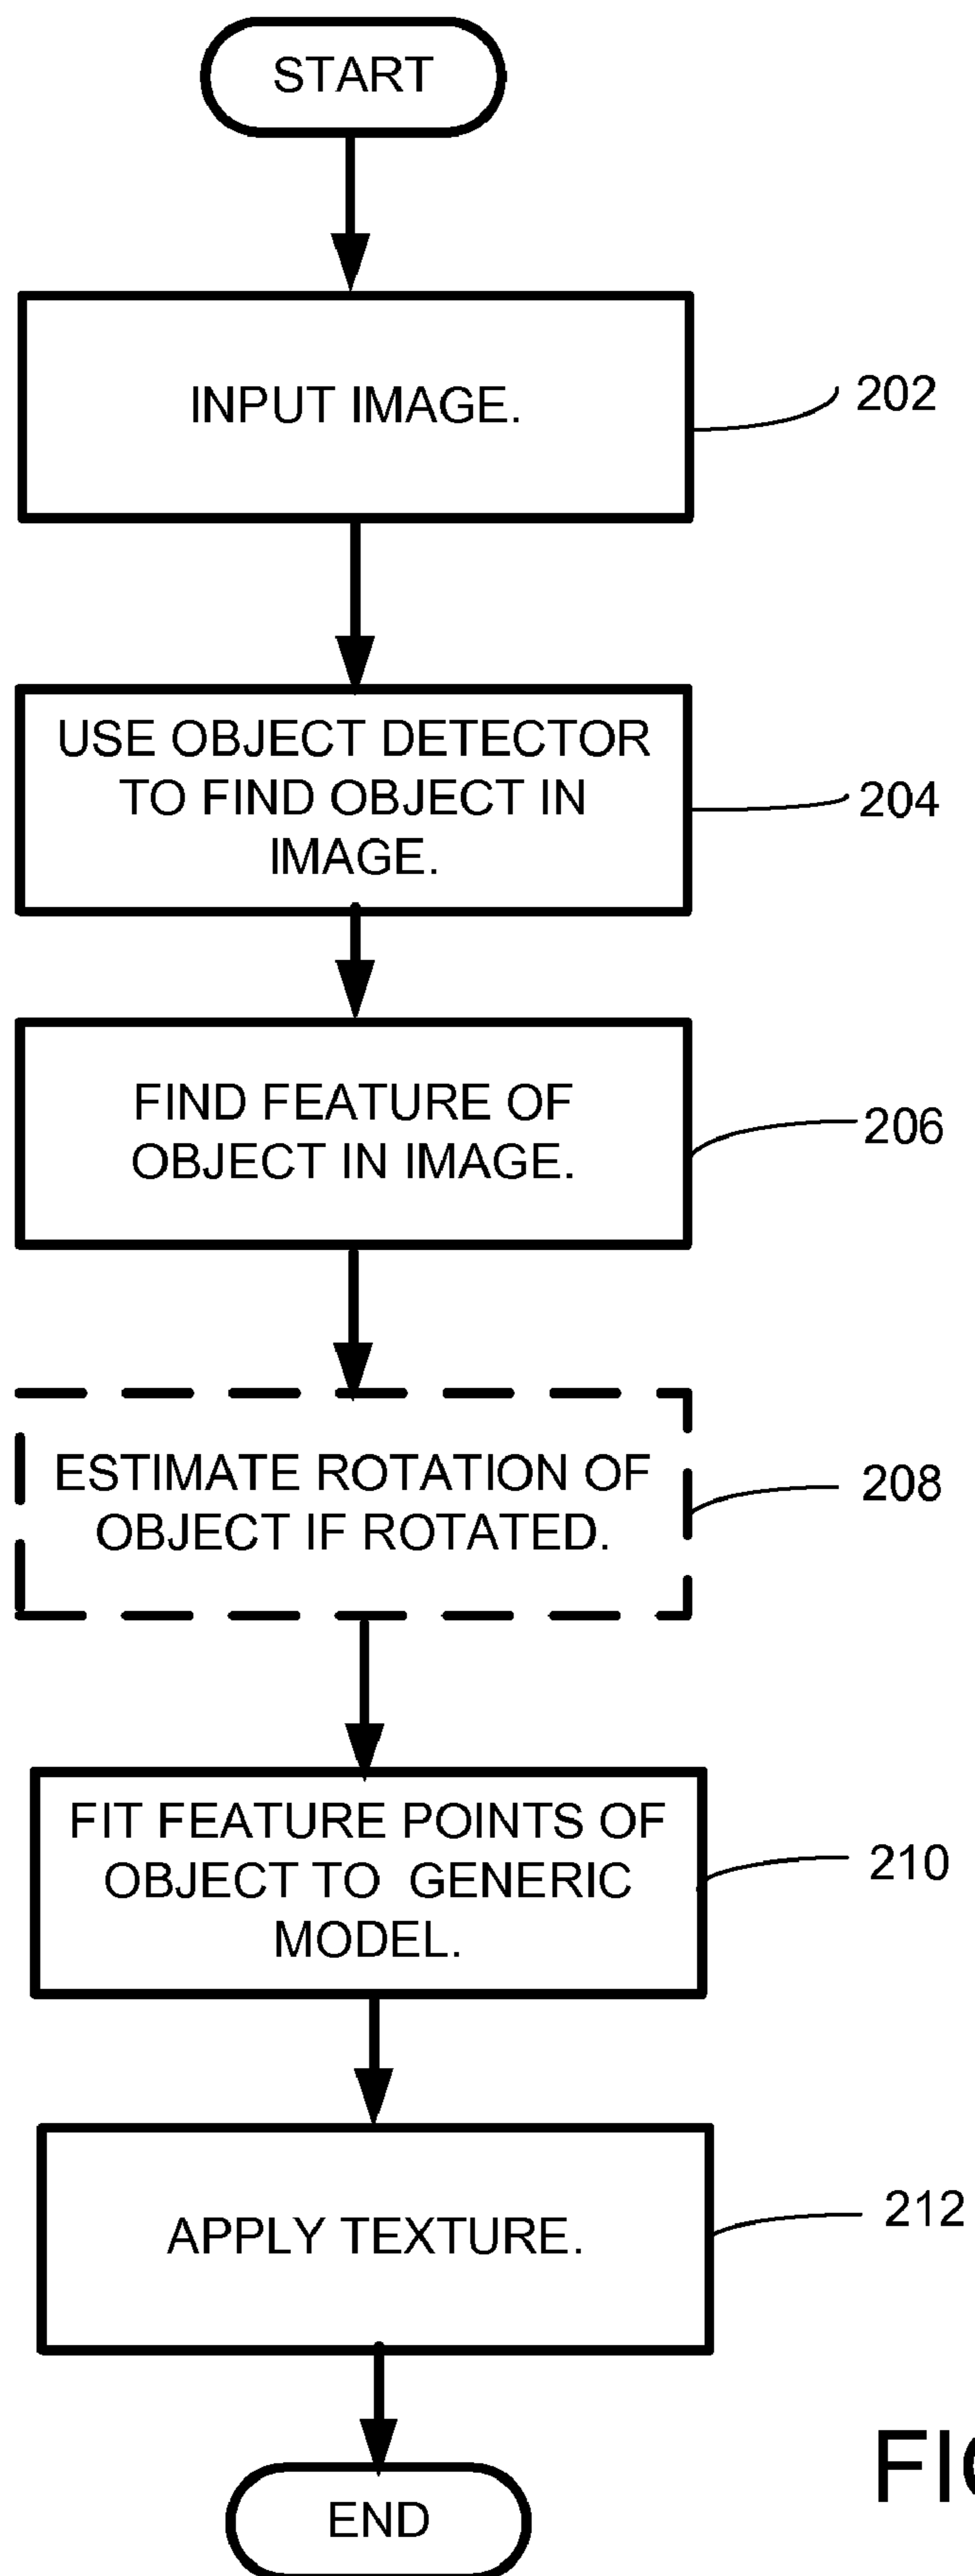 START
INPUT IMAGE.
202
USE OBJECT DETECTOR
TO FIND OBJECT IN
IMAGE.
204
FIND FEATURE OF
OBJECT IN IMAGE.
206
ESTIMATE ROTATION OF
OBJECT IF ROTATED.
208
FIT FEATURE POINTS OF
OBJECT TO GENERIC
MODEL.
210
APPLY TEXTURE.
212
END